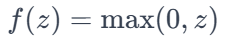 f(z) = max(0, z)